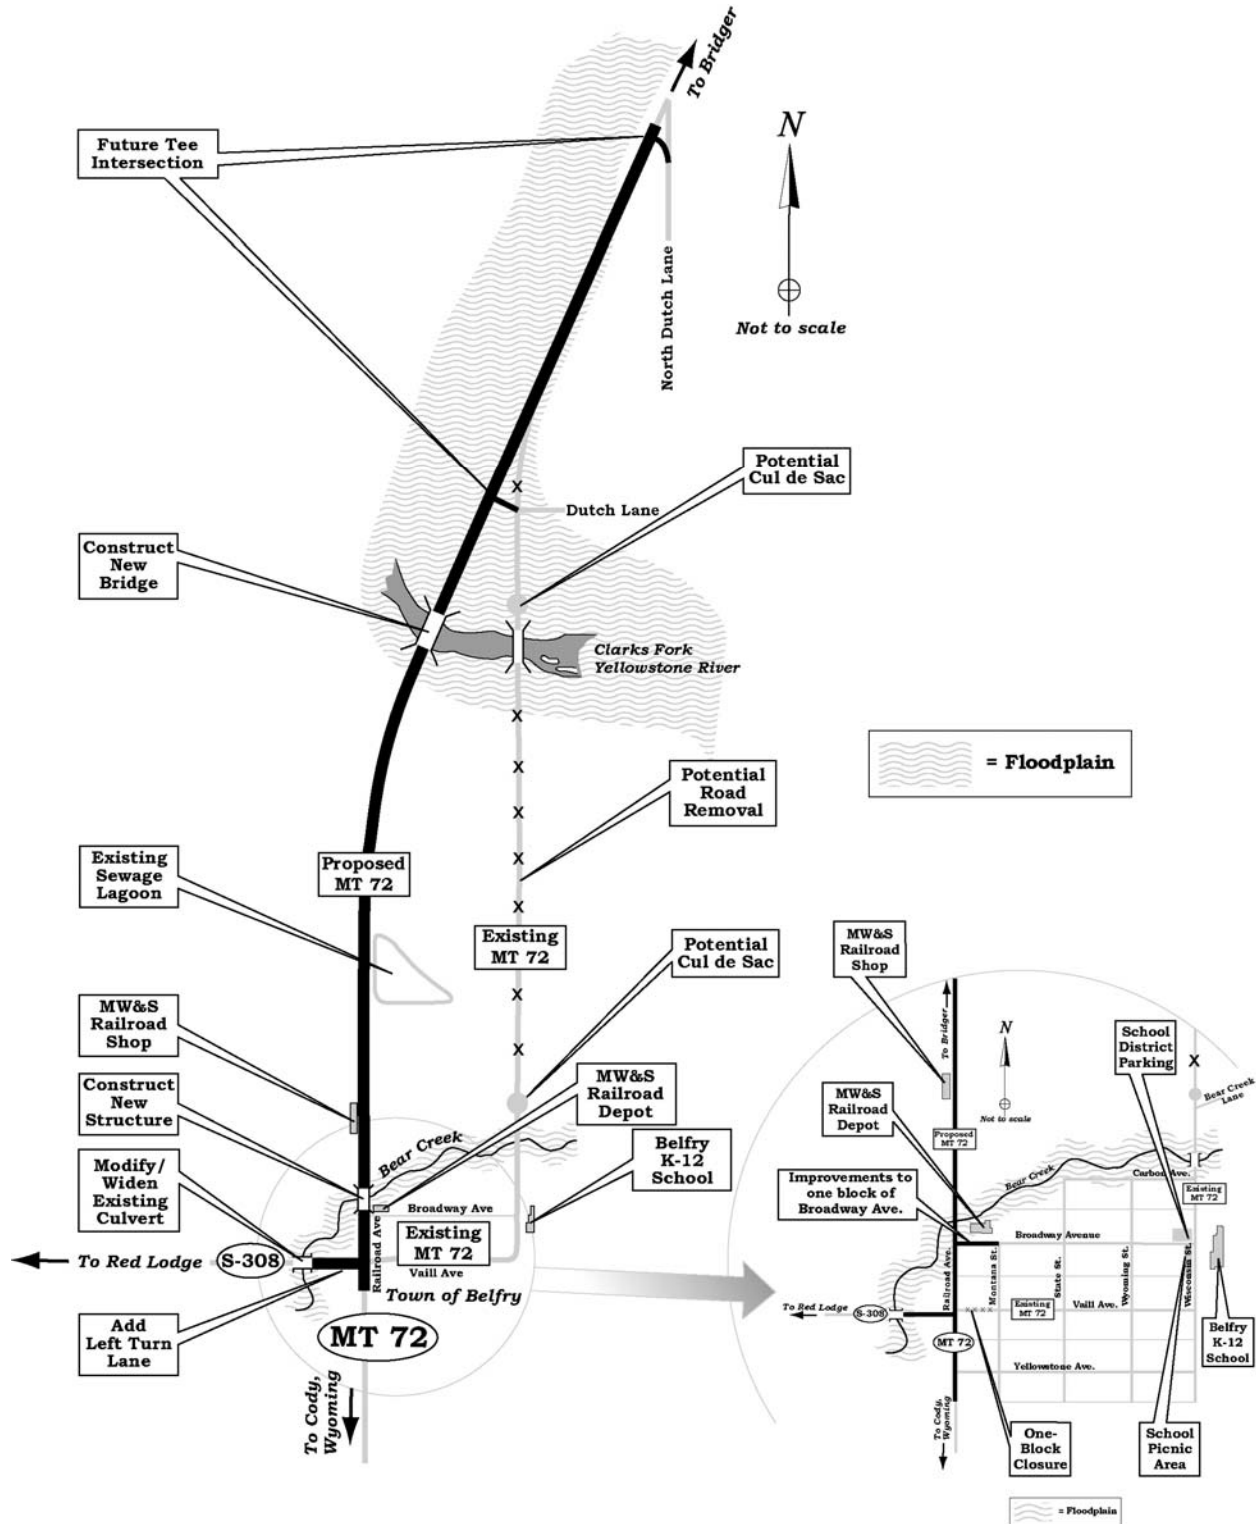 To Bridger
Future Tee
Intersection
N
Not to scale
North Dutch Lane
Potential
Cul de Sac
Dutch Lane
Construct
New
Bridge
Clarks Fork
Yellowstone River
= Floodplain
Potential
Road
Removal
Existing
Sewage
Lagoon
Proposed
MT 72
Existing
MT 72
Potential
Cul de Sac
MW&S
Railroad
Shop
Construct
New
Structure
MW&S
Railroad
Depot
Modify/
Widen
Existing
Culvert
Bear Creek
Belfry
K-12
School
Broadway Ave
Railroad Ave
Existing
MT 72
Vaill Ave
To Red Lodge
S-308
Town of Belfry
Add
Left Turn
Lane
MT 72
To Cody,
Wyoming
MW&S
Railroad
Shop
To Bridger
N
Not to scale
School
District
Parking
X
Bear Creek
Lane
MW&S
Railroad
Depot
Proposed
MT 72
Improvements to
one block of
Broadway Ave.
Bear Creek
Carbon Ave.
Existing
MT 72
Broadway Avenue
Railroad Ave.
Montana St.
State St.
Wyoming St.
Wisconsin St.
Existing
MT 72
Vaill Ave.
To Red Lodge
S-308
X X X X
MT 72
Belfry
K-12
School
Yellowstone Ave.
To Cody,
Wyoming
One-
Block
Closure
School
Picnic
Area
= Floodplain
X
X
X
X
X
X
X
X